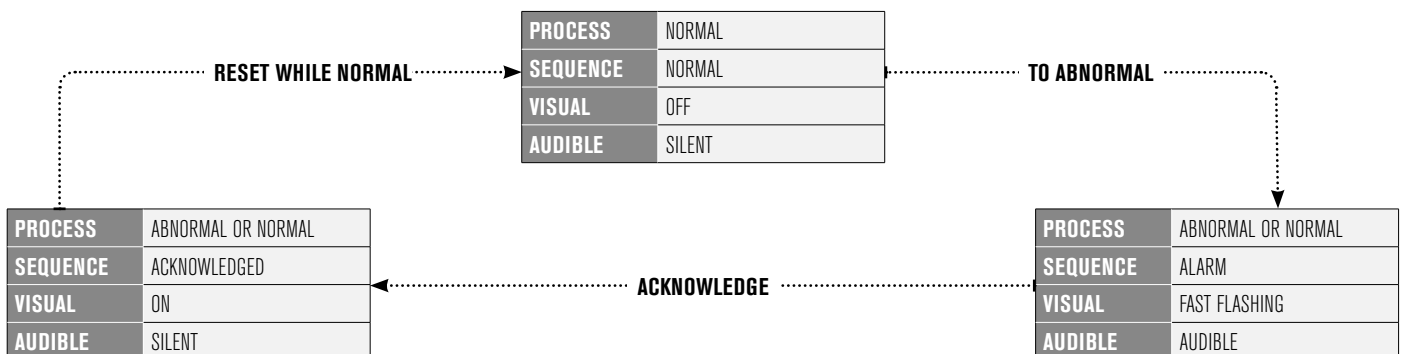 PROCESS NORMAL
SEQUENCE NORMAL
VISUAL OFF
AUDIBLE SILENT
RESET WHILE NORMAL
TO ABNORMAL
PROCESS ABNORMAL OR NORMAL
SEQUENCE ACKNOWLEDGED
VISUAL ON
AUDIBLE SILENT
ACKNOWLEDGE
PROCESS ABNORMAL OR NORMAL
SEQUENCE ALARM
VISUAL FAST FLASHING
AUDIBLE AUDIBLE